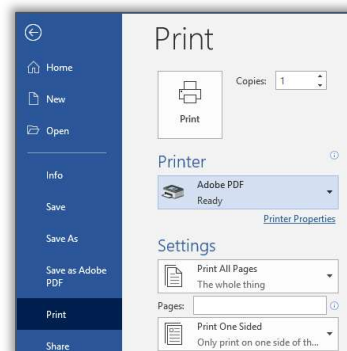 Home
New
Open
Info
Save
Save As
Save as Adobe
PDF
Print
Share
Print
Copies: 1
Print
Printer
Adobe PDF
Ready
Printer Properties
Settings
Print All Pages
The whole thing
Pages:
Print One Sided
Only print on one side of th...